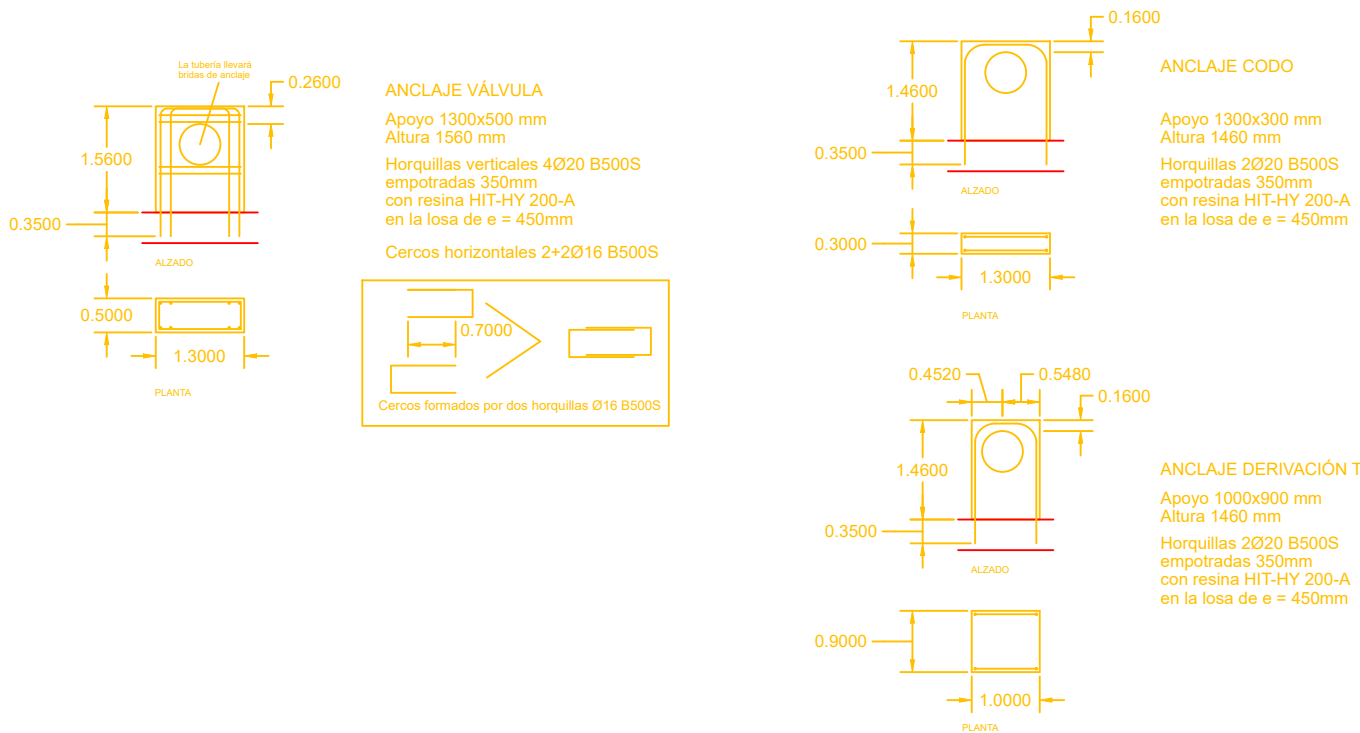 La tubería llevará
bridas de anclaje
0.2600
1.5600
0.3500
ALZADO
0.5000
1.3000
PLANTA
ANCLAJE VÁLVULA
Apoyo 1300x500 mm
Altura 1560 mm
Horquillas verticales 4Ø20 B500S
empotradas 350mm
con resina HIT-HY 200-A
en la losa de e = 450mm
Cercos horizontales 2+2Ø16 B500S
0.7000
Cercos formados por dos horquillas Ø16 B500S
0.1600
1.4600
0.3500
ALZADO
0.3000
1.3000
PLANTA
ANCLAJE CODO
Apoyo 1300x300 mm
Altura 1460 mm
Horquillas 2Ø20 B500S
empotradas 350mm
con resina HIT-HY 200-A
en la losa de e = 450mm
0.4520
0.5480
0.1600
1.4600
0.3500
ALZADO
0.9000
1.0000
PLANTA
ANCLAJE DERIVACIÓN T
Apoyo 1000x900 mm
Altura 1460 mm
Horquillas 2Ø20 B500S
empotradas 350mm
con resina HIT-HY 200-A
en la losa de e = 450mm